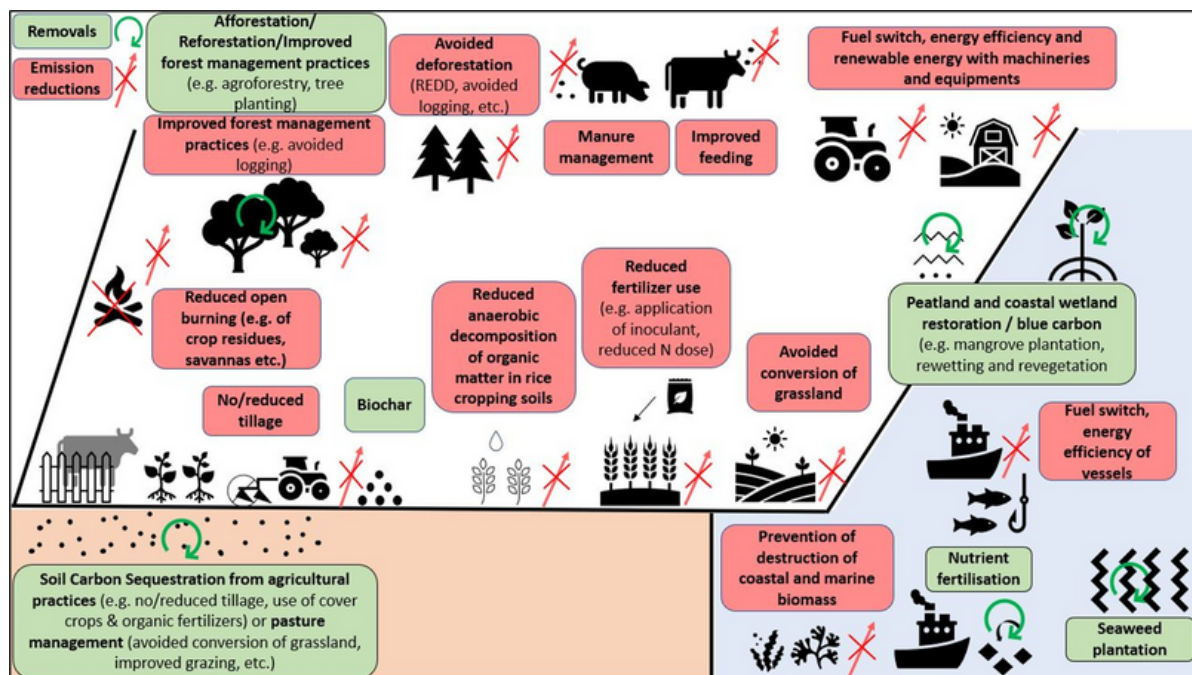 Removals
Emission
reductions
Afforestation/
Reforestation/Improved
forest management
practices
(e.g. agroforestry, tree
planting)
Improved forest management
practices (e.g. avoided
logging)
Avoided
deforestation
(REDD, avoided
logging, etc.)
Manure
management
Improved
feeding
Fuel switch, energy efficiency and
renewable energy with machineries
and equipments
Reduced open
burning (e.g. of
crop residues,
savannas etc.)
No/reduced
tillage
Biochar
Reduced
anaerobic
decomposition
of organic
matter in rice
cropping soils
Reduced
fertilizer use
(e.g. application
of inoculant,
reduced N dose)
Avoided
conversion of
grassland
Peatland and coastal wetland
restoration / blue carbon
(e.g. mangrove plantation,
rewetting and revegetation
Fuel switch,
energy
efficiency of
vessels
Soil Carbon Sequestration from agricultural
practices (e.g. no/reduced tillage, use of cover
crops & organic fertilizers) or pasture
management (avoided conversion of grassland,
improved grazing, etc.)
Prevention of
destruction of
coastal and marine
biomass
Nutrient
fertilisation
Seaweed
plantation